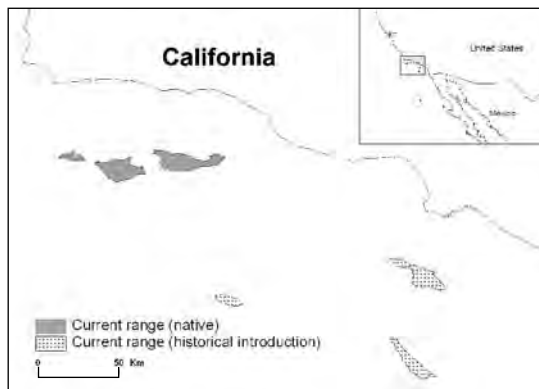 California
United States
Mexico
Current range (native)
Current range (historical introduction)
0 50 Km